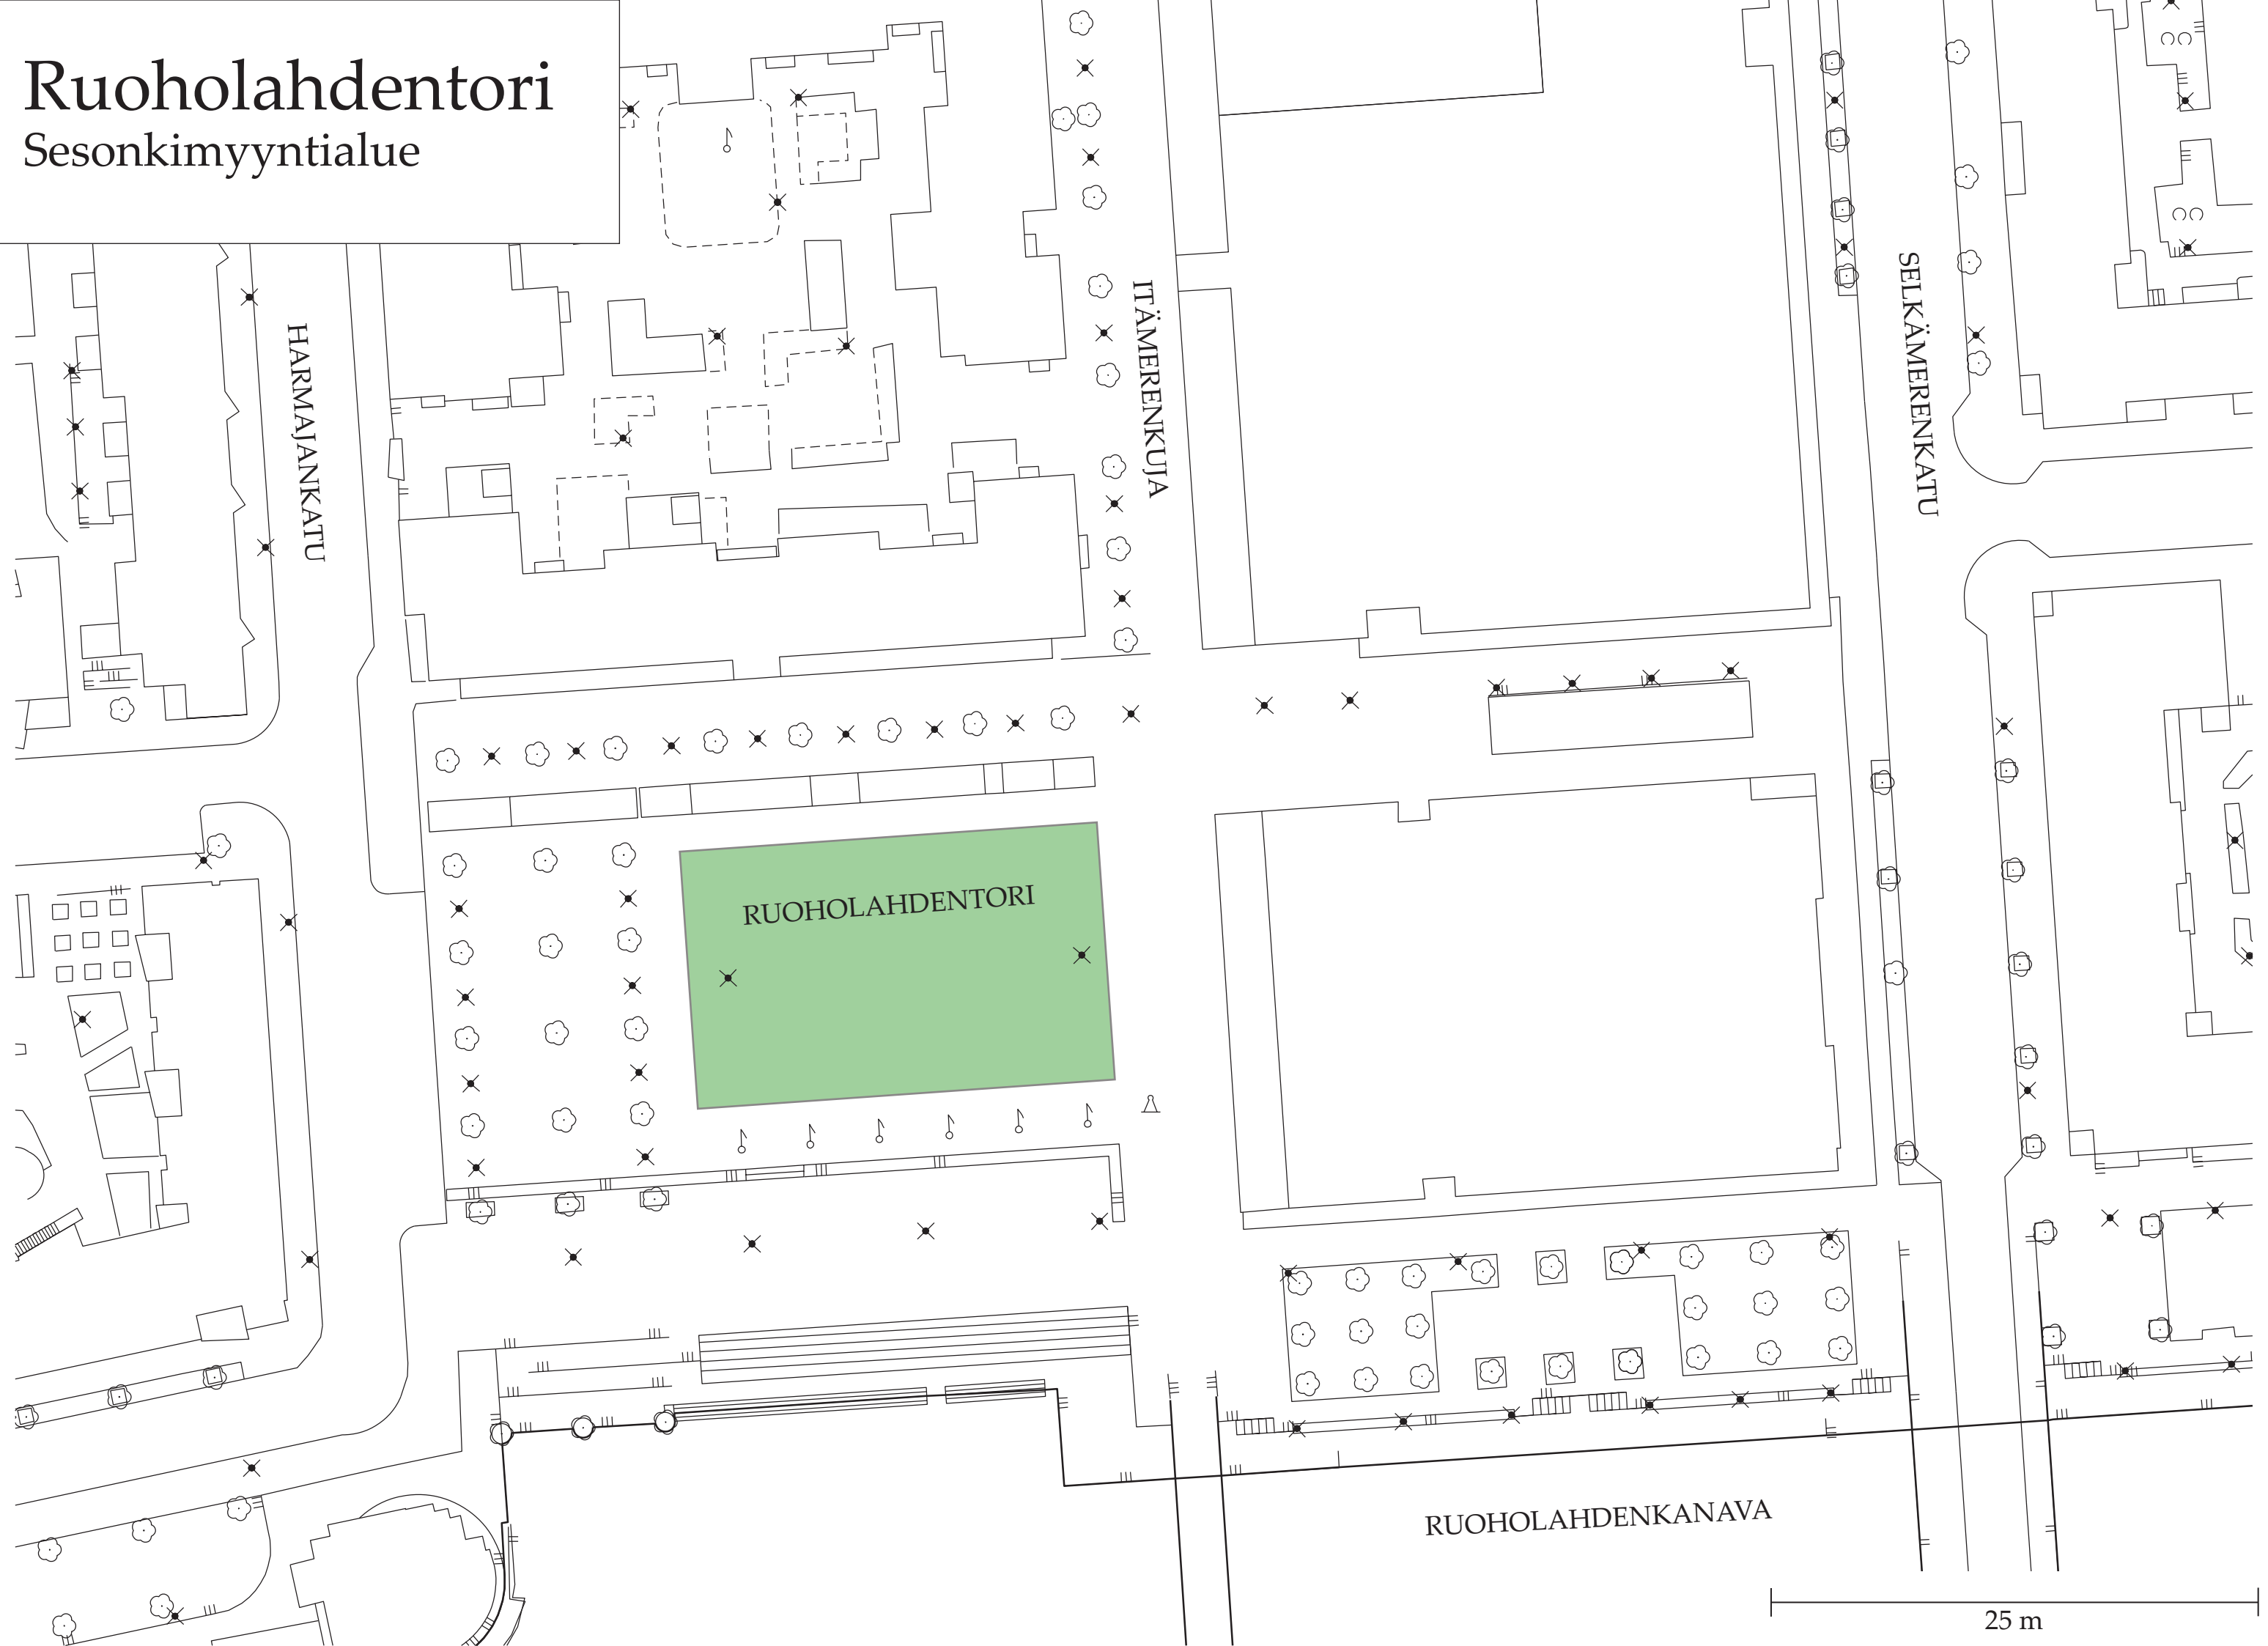 Ruoholahdentori
Sesonkimyyntialue
HARMAJANKATU
ITÄMERENKUJA
SELKÄMERENKATU
RUOHOLAHDENTORI
RUOHOLAHDENKANAVA
25 m